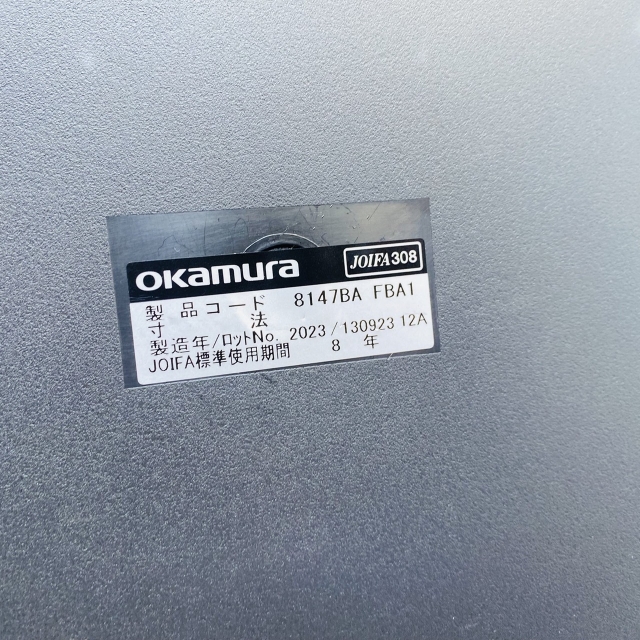 okamura JOIFA308
製品コード 8147BA FBA1
寸法
製造年/ロットNo. 2023/130923 12A
JOIFA標準使用期間 8年